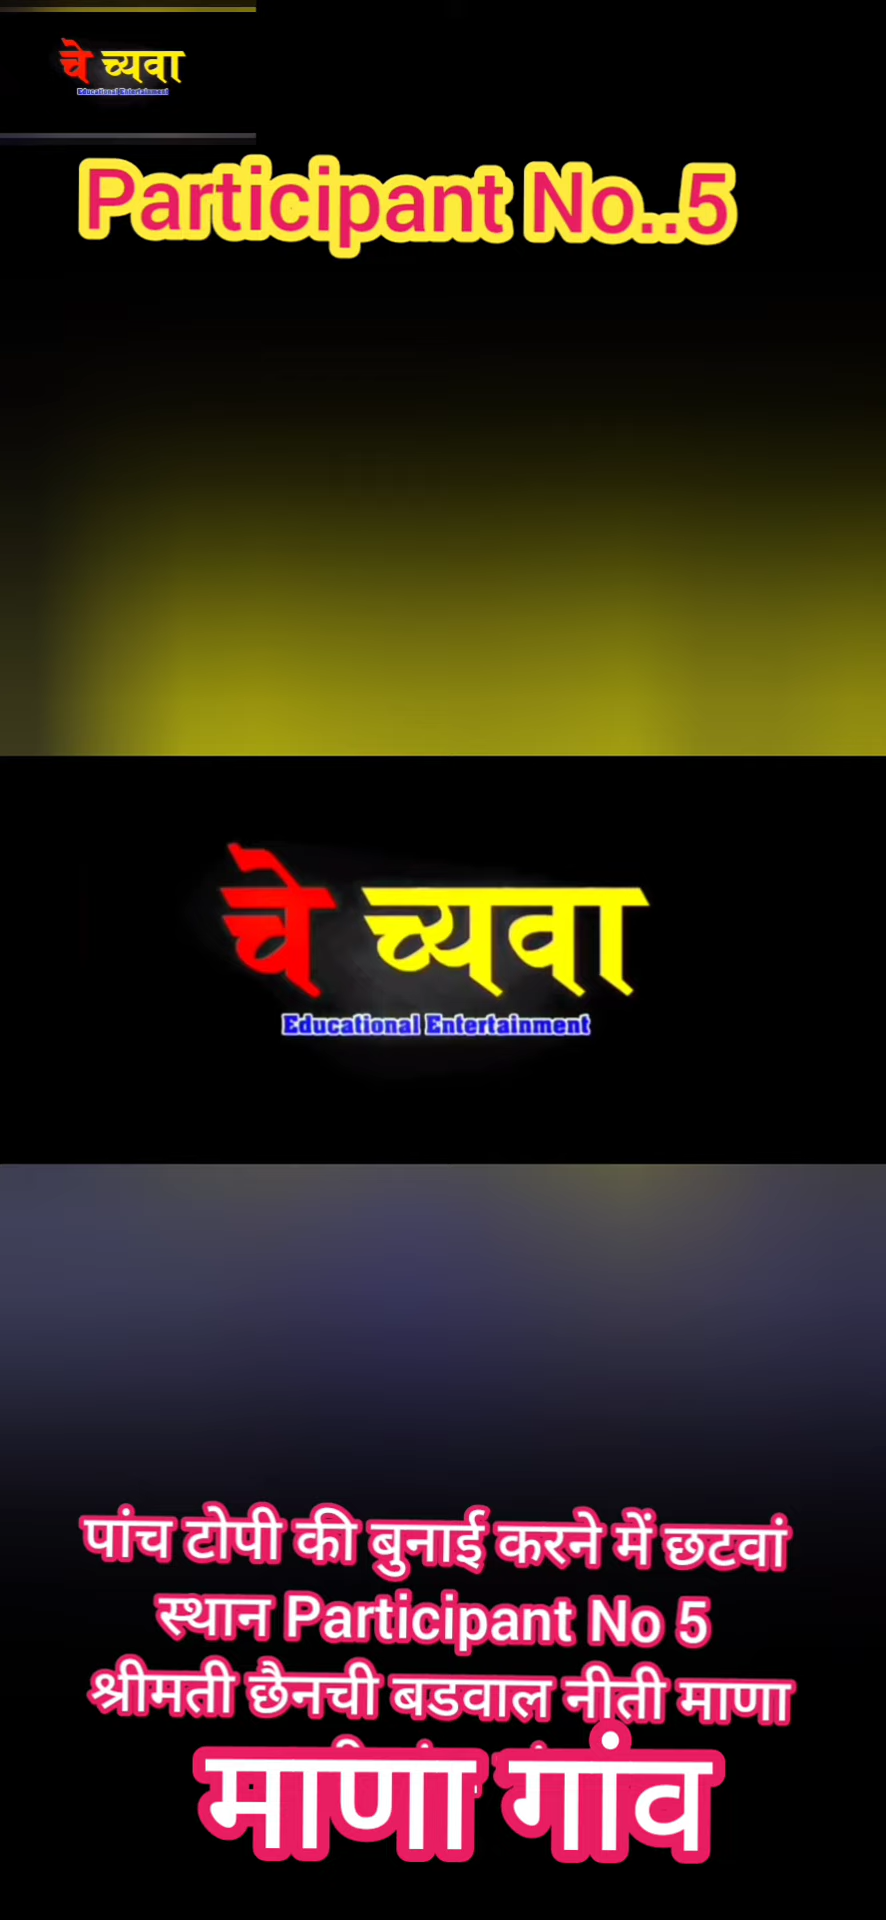 चे च्यवा
Educational Entertainment
Participant No..5
चे च्यवा
Educational Entertainment
पांच टोपी की बुनाई करने में छटवां
स्थान Participant No 5
श्रीमती छैनची बडवाल नीती माणा
माणा गांव